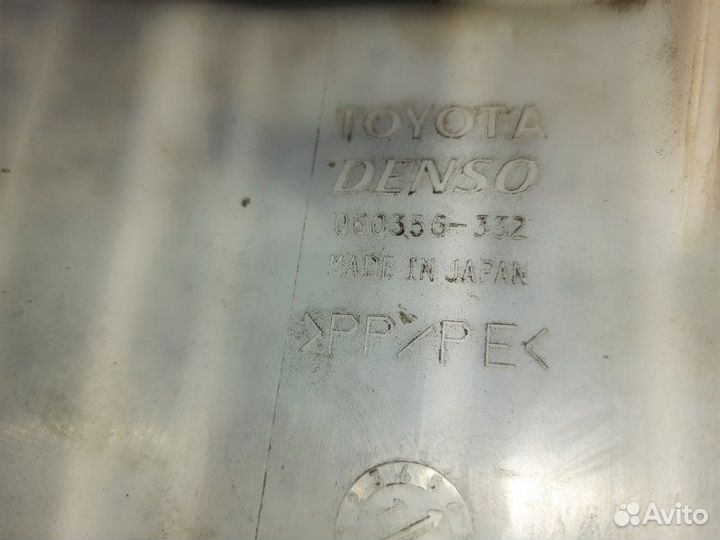 TOYOTA
DENSO
060356-332
MADE IN JAPAN
>PP/PE<
Avito